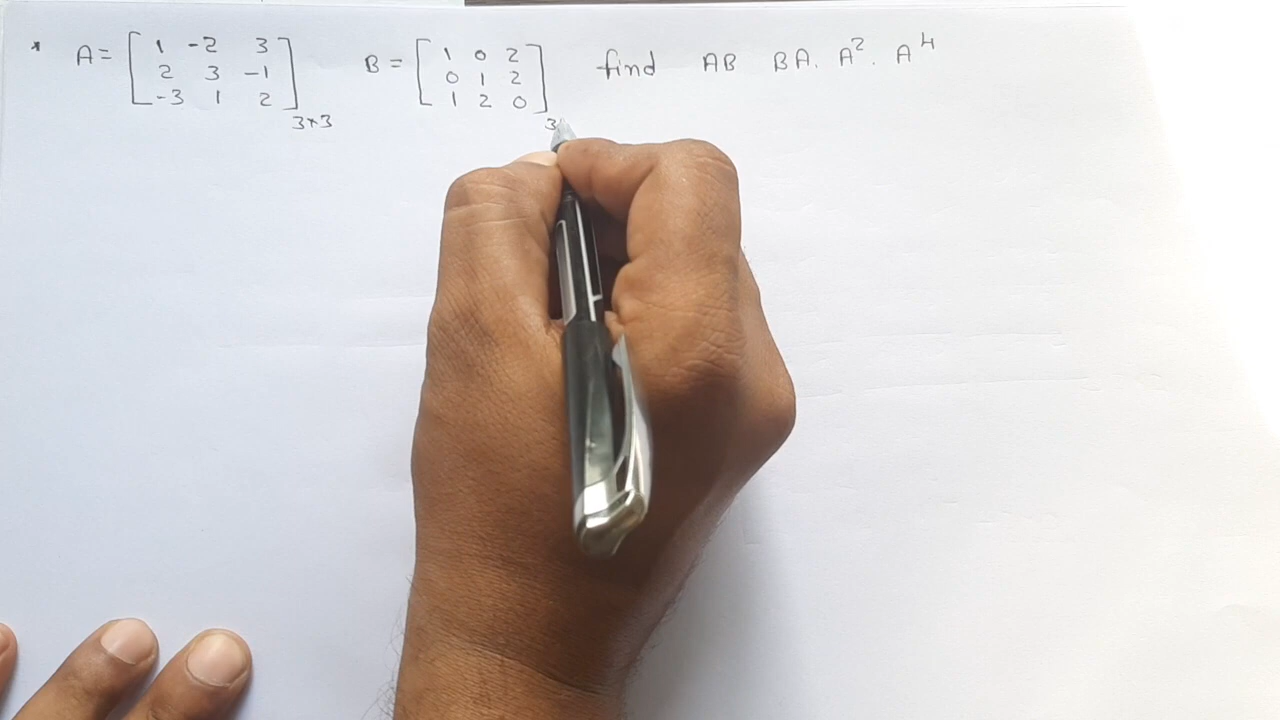 * A = [ 1 -2 3 ] B = [ 1 0 2 ] find AB BA. A². A⁴
2 3 -1 0 1 2
-3 1 2 1 2 0
3×3 3